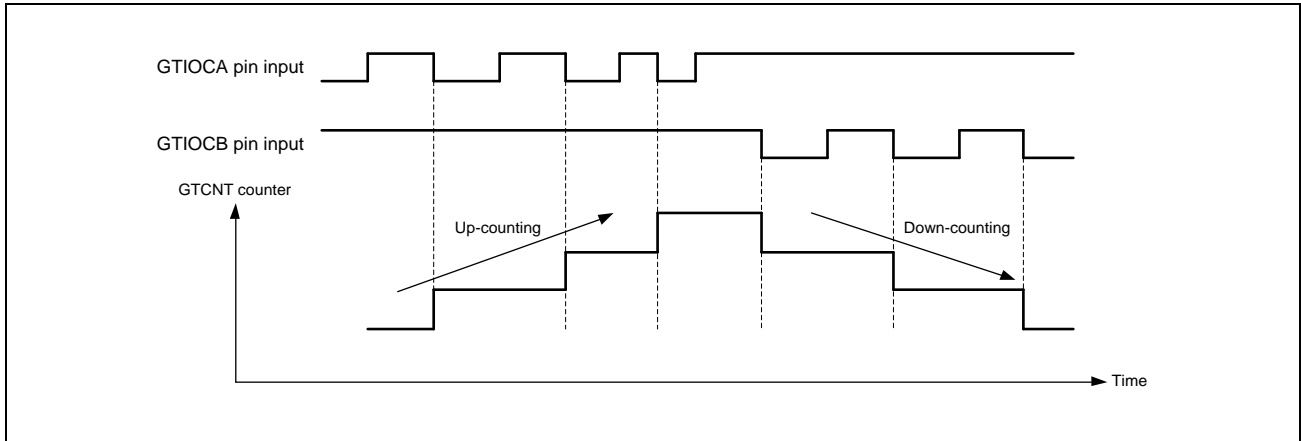 GTIOCA pin input
GTIOCB pin input
GTCNT counter
Up-counting
Down-counting
Time